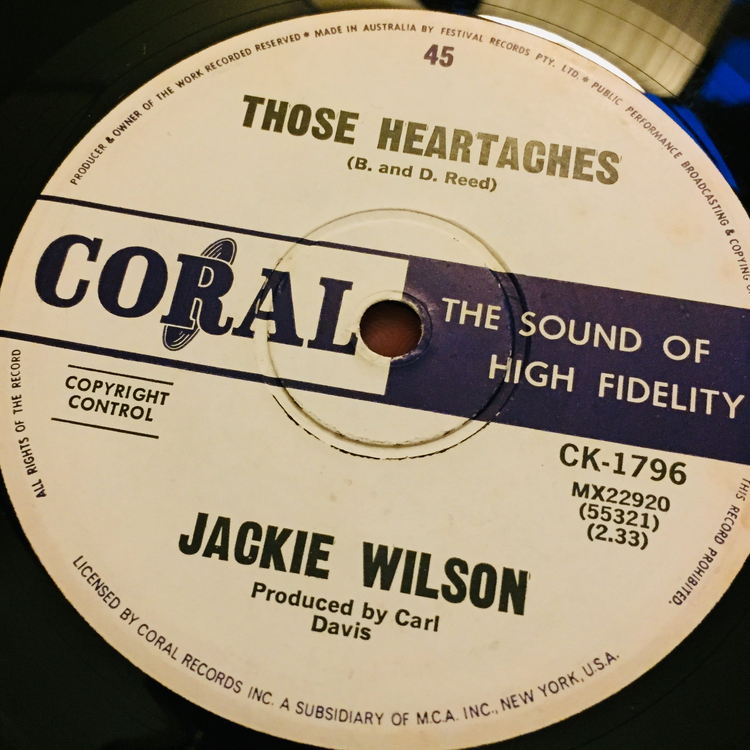 PRODUCER & OWNER OF THE WORK RECORDED RESERVED * MADE IN AUSTRALIA BY FESTIVAL RECORDS PTY. LTD. * PUBLIC PERFORMANCE BROADCASTING & COPYING OF
45
THOSE HEARTACHES
(B. and D. Reed)
CORAL
THE SOUND OF
HIGH FIDELITY
COPYRIGHT
CONTROL
CK-1796
MX22920
(55321)
(2.33)
JACKIE WILSON
Produced by Carl
Davis
ALL RIGHTS OF THE RECORD
THIS RECORD PROHIBITED.
LICENSED BY CORAL RECORDS INC. A SUBSIDIARY OF M.C.A. INC., NEW YORK, U.S.A.